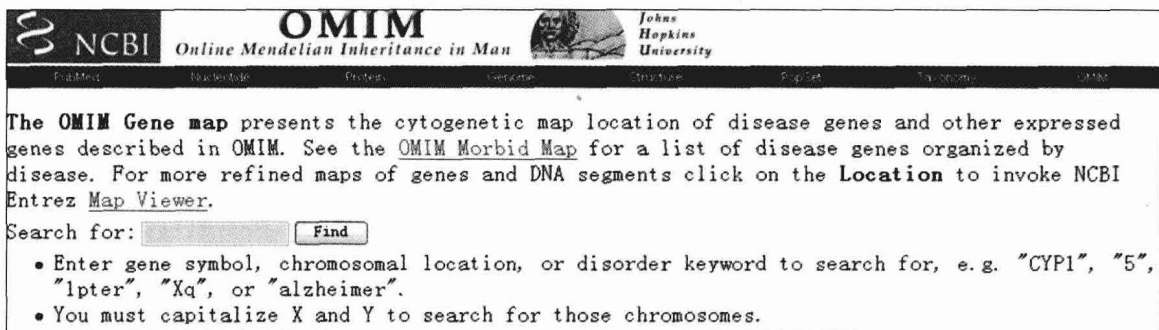 NCBI
OMIM
Online Mendelian Inheritance in Man
Johns
Hopkins
University
PubMed Nucleotide Protein Genome Structure PopSet Taxonomy OMIM
The OMIM Gene map presents the cytogenetic map location of disease genes and other expressed
genes described in OMIM. See the OMIM Morbid Map for a list of disease genes organized by
disease. For more refined maps of genes and DNA segments click on the Location to invoke NCBI
Entrez Map Viewer.
Search for: Find
• Enter gene symbol, chromosomal location, or disorder keyword to search for, e.g. "CYP1", "5",
"1pter", "Xq", or "alzheimer".
• You must capitalize X and Y to search for those chromosomes.